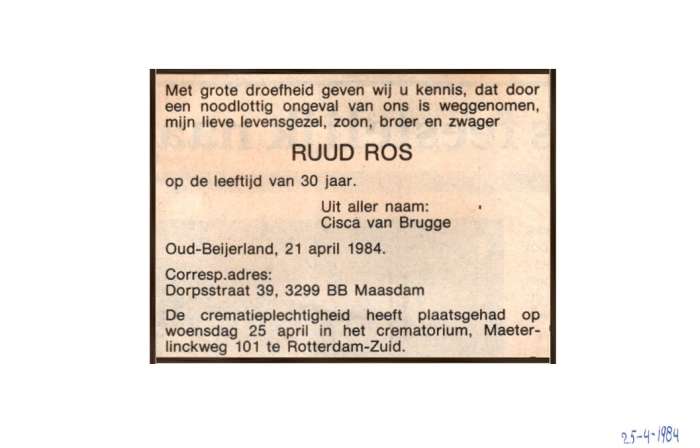 Met grote droefheid geven wij u kennis, dat door
een noodlottig ongeval van ons is weggenomen,
mijn lieve levensgezel, zoon, broer en zwager
RUUD ROS
op de leeftijd van 30 jaar.
Uit aller naam:
Cisca van Brugge
Oud-Beijerland, 21 april 1984.
Corresp.adres:
Dorpsstraat 39, 3299 BB Maasdam
De crematieplechtigheid heeft plaatsgehad op
woensdag 25 april in het crematorium, Maeter-
linckweg 101 te Rotterdam-Zuid.
25-4-1984